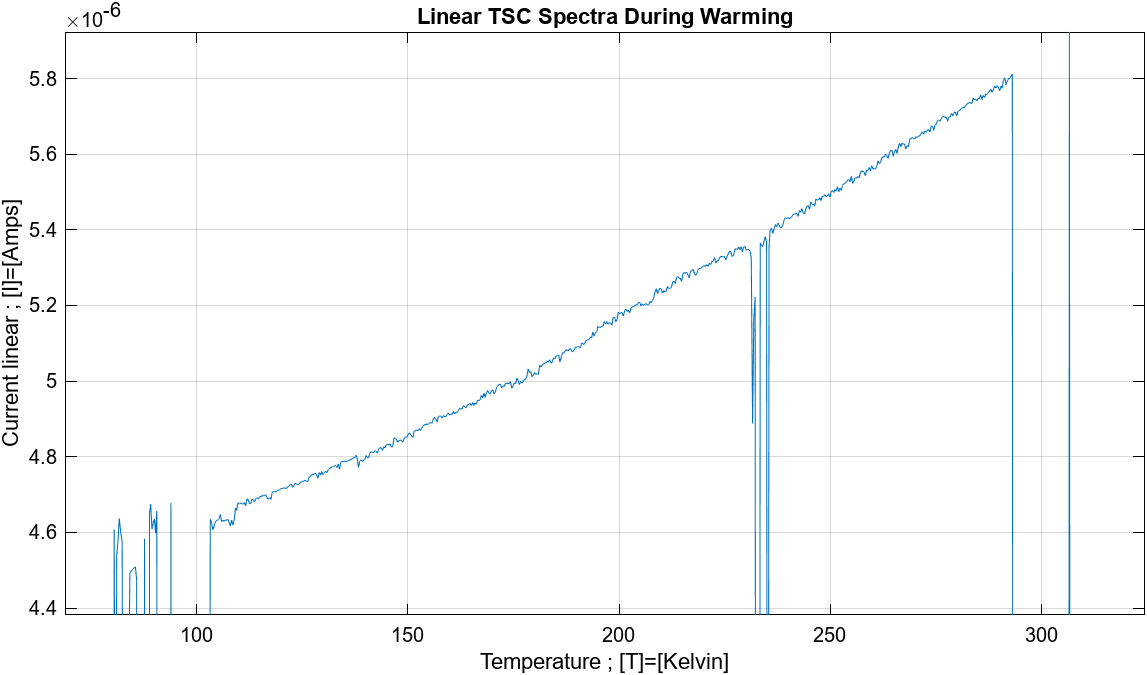 Linear TSC Spectra During Warming
×10^-6
5.8
5.6
5.4
5.2
5
4.8
4.6
4.4
Current linear ; [I]=[Amps]
100 150 200 250 300
Temperature ; [T]=[Kelvin]